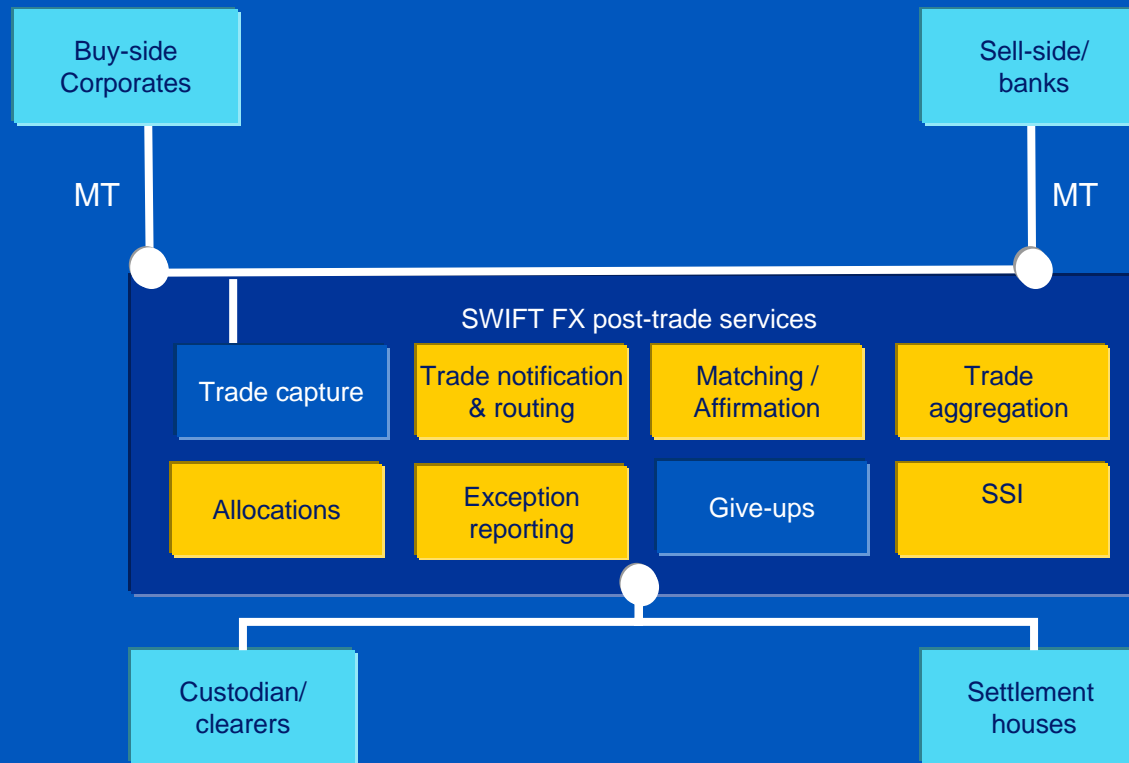 Buy-side
Corporates
Sell-side/
banks
MT
MT
SWIFT FX post-trade services
Trade capture
Trade notification
& routing
Matching /
Affirmation
Trade
aggregation
Allocations
Exception
reporting
Give-ups
SSI
Custodian/
clearers
Settlement
houses